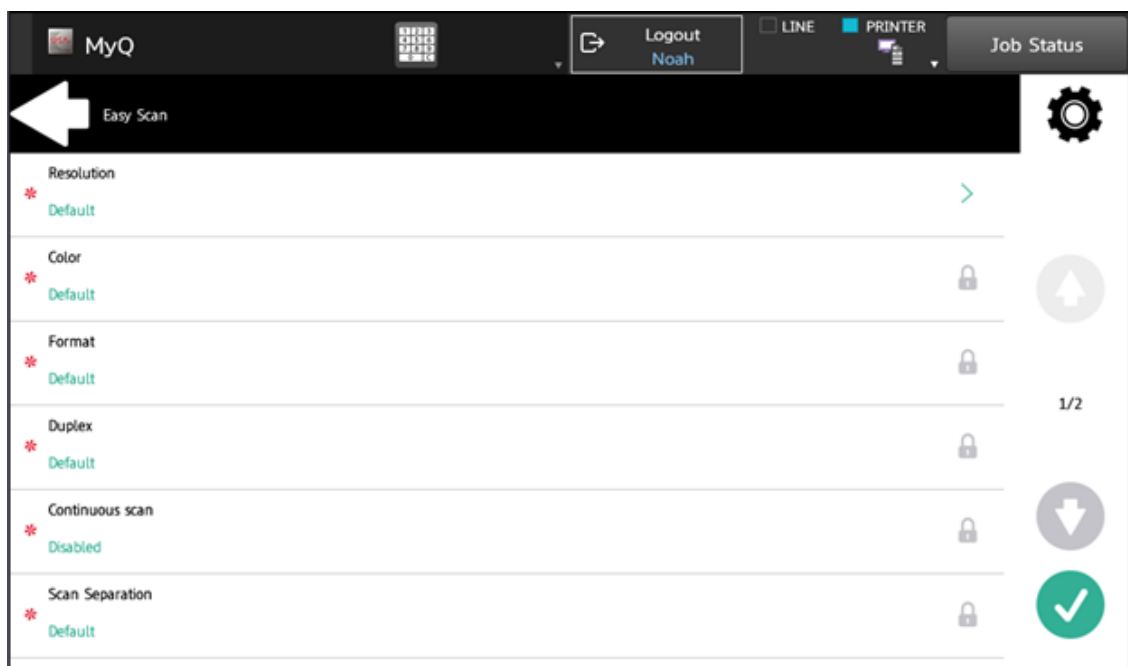 MyQ
Logout
Noah
LINE
PRINTER
Job Status
Easy Scan
Resolution
Default
Color
Default
Format
Default
1/2
Duplex
Default
Continuous scan
Disabled
Scan Separation
Default